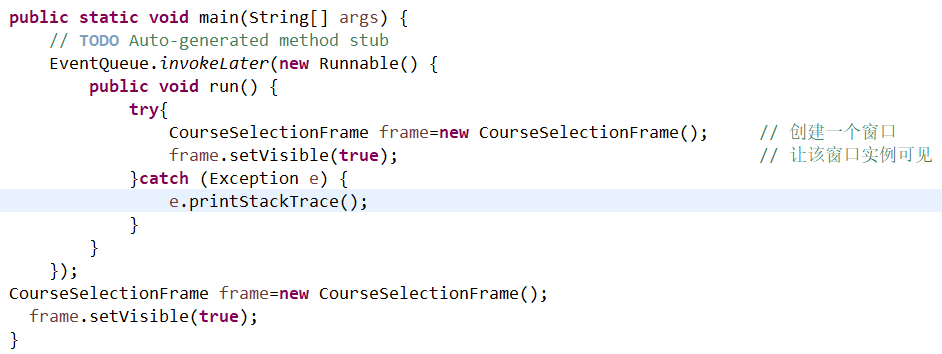 public static void main(String[] args) {
    // TODO Auto-generated method stub
    EventQueue.invokeLater(new Runnable() {
        public void run() {
            try{
                CourseSelectionFrame frame=new CourseSelectionFrame();     // 创建一个窗口
                frame.setVisible(true);                                    // 让该窗口实例可见
            }catch (Exception e) {
                e.printStackTrace();
            }
        }
    });
CourseSelectionFrame frame=new CourseSelectionFrame();
  frame.setVisible(true);
}